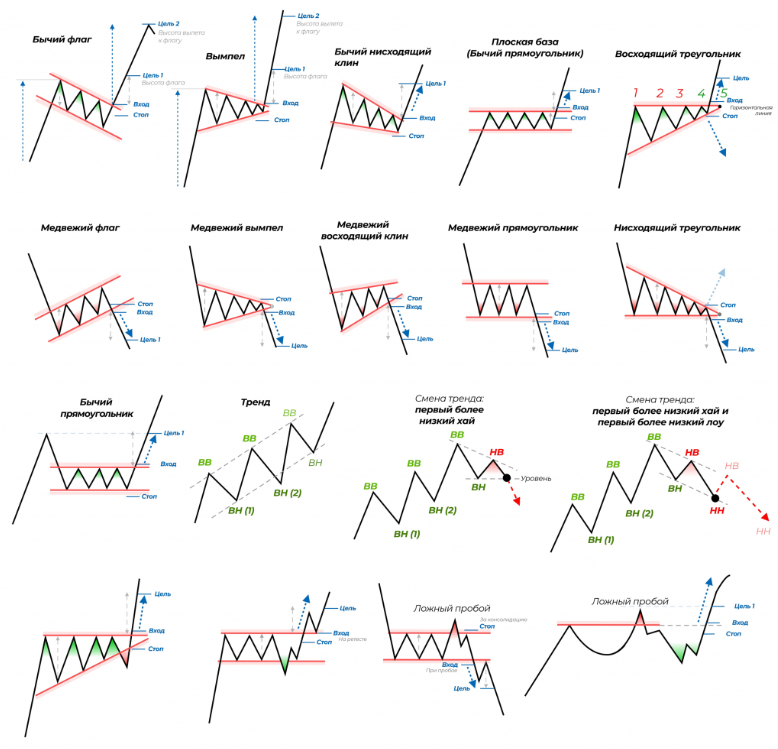 Бычий флаг
Цель 2
Высота вылета
к флагу
Цель 1
Высота флага
Вход
Стоп
Вымпел
Цель 2
Высота вылета
к флагу
Цель 1
Высота флага
Вход
Стоп
Бычий нисходящий
клин
Цель 1
Вход
Стоп
Плоская база
(Бычий прямоугольник)
Цель 1
Вход
Стоп
Восходящий треугольник
1 2 3 4 5
Цель
Вход
Горизонтальная
линия
Стоп
Медвежий флаг
Стоп
Вход
Цель 1
Медвежий вымпел
Стоп
Вход
Цель
Медвежий
восходящий клин
Стоп
Вход
Цель 1
Медвежий прямоугольник
Стоп
Вход
Цель
Нисходящий треугольник
Стоп
Вход
Цель
Бычий
прямоугольник
Цель 1
Вход
Стоп
Тренд
ВВ
ВВ
ВВ
ВН
ВН (2)
ВН (1)
Смена тренда:
первый более
низкий хай
ВВ
НВ
ВВ
ВВ
ВН
Уровень
ВН (2)
ВН (1)
Смена тренда:
первый более низкий хай и
первый более низкий лоу
ВВ
НВ
НВ
ВВ
ВН
ВВ
ВН (2)
НН
НН
ВН (1)
Цель
Вход
Стоп
Цель
Вход
На ретесте
Стоп
Ложный пробой
За консолидацию
Стоп
Вход
При пробое
Цель
Ложный пробой
Цель 1
Вход
Стоп